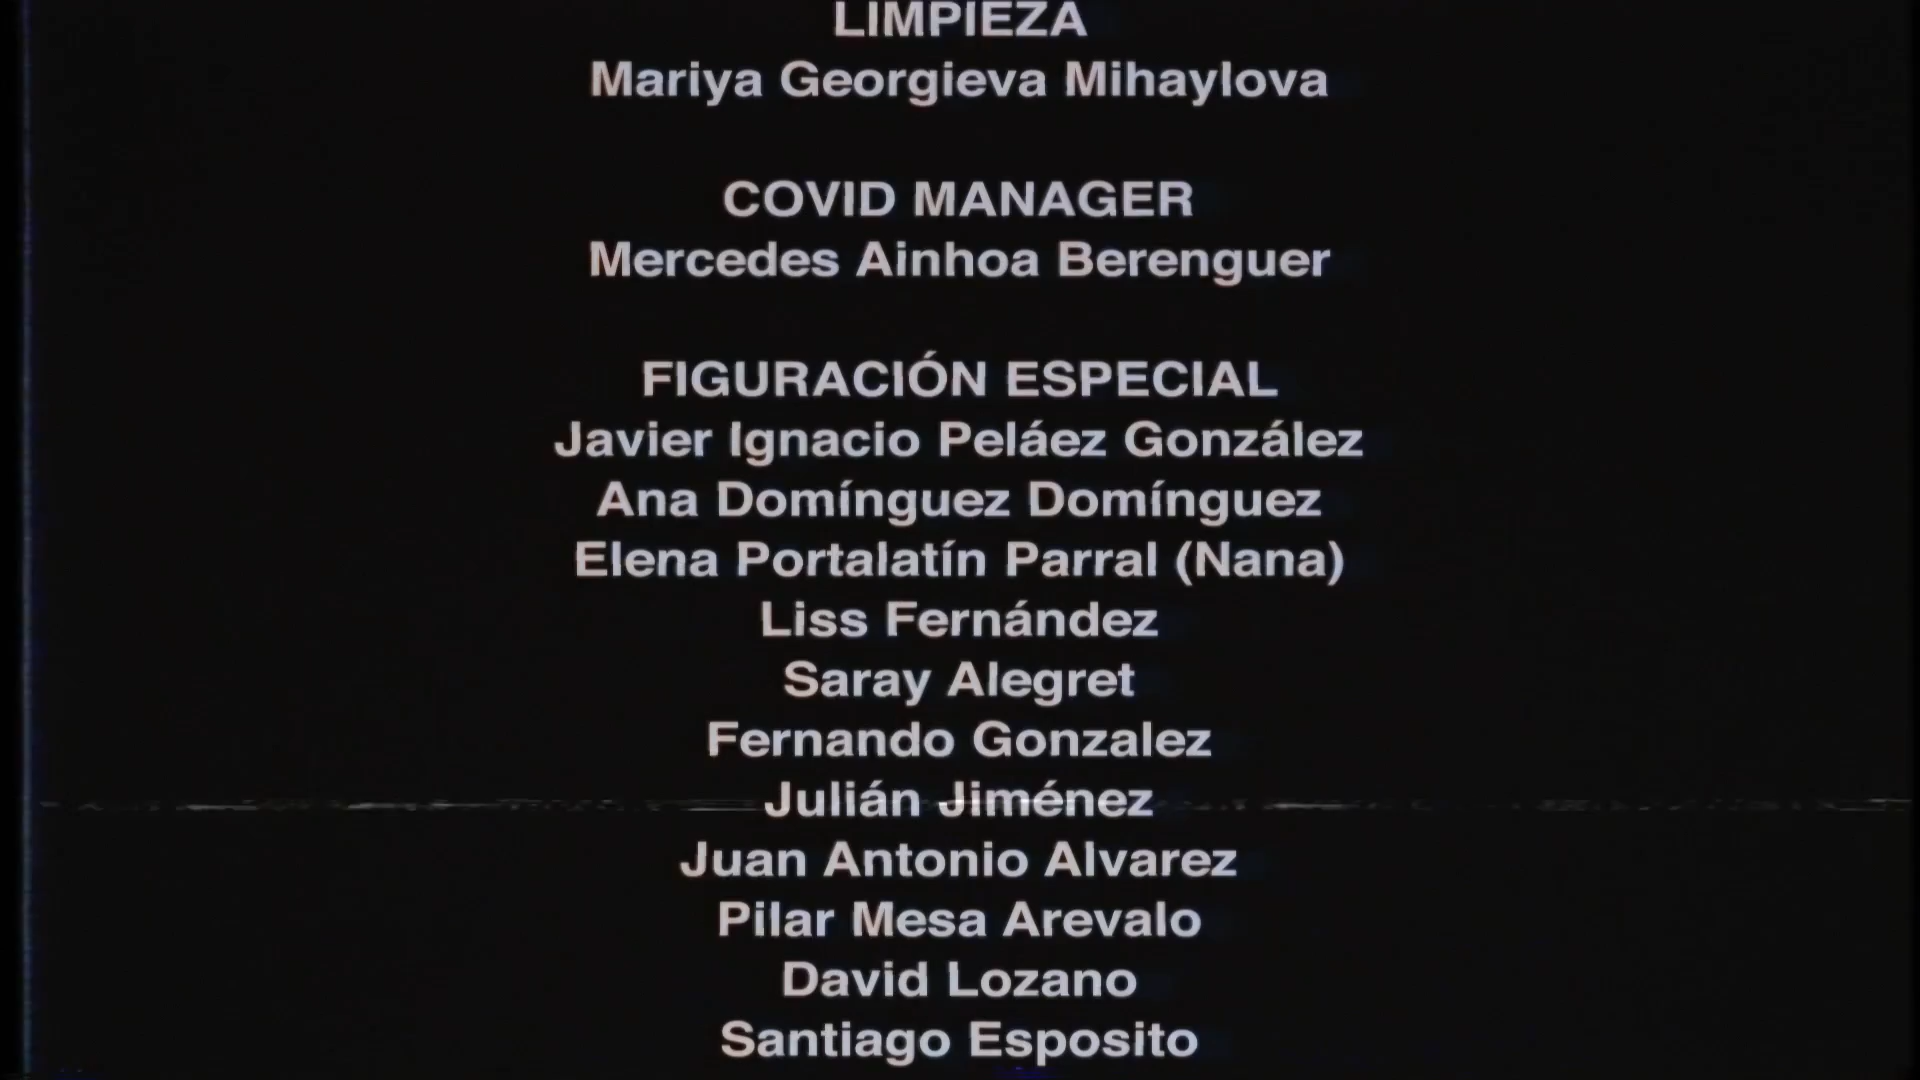 LIMPIEZA
Mariya Georgieva Mihaylova
COVID MANAGER
Mercedes Ainhoa Berenguer
FIGURACIÓN ESPECIAL
Javier Ignacio Peláez González
Ana Domínguez Domínguez
Elena Portalatín Parral (Nana)
Liss Fernández
Saray Alegret
Fernando Gonzalez
Julián Jiménez
Juan Antonio Alvarez
Pilar Mesa Arevalo
David Lozano
Santiago Esposito